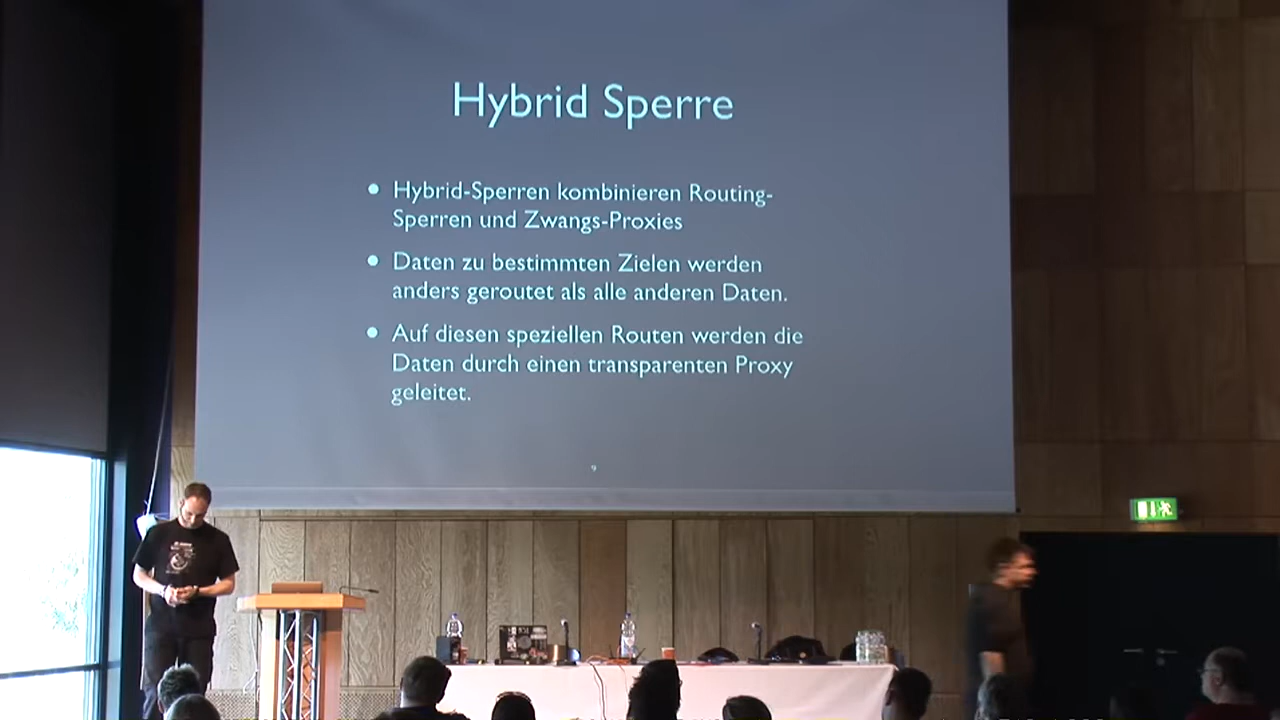 Hybrid Sperre
• Hybrid-Sperren kombinieren Routing-
Sperren und Zwangs-Proxies
• Daten zu bestimmten Zielen werden
anders geroutet als alle anderen Daten.
• Auf diesen speziellen Routen werden die
Daten durch einen transparenten Proxy
geleitet.
9